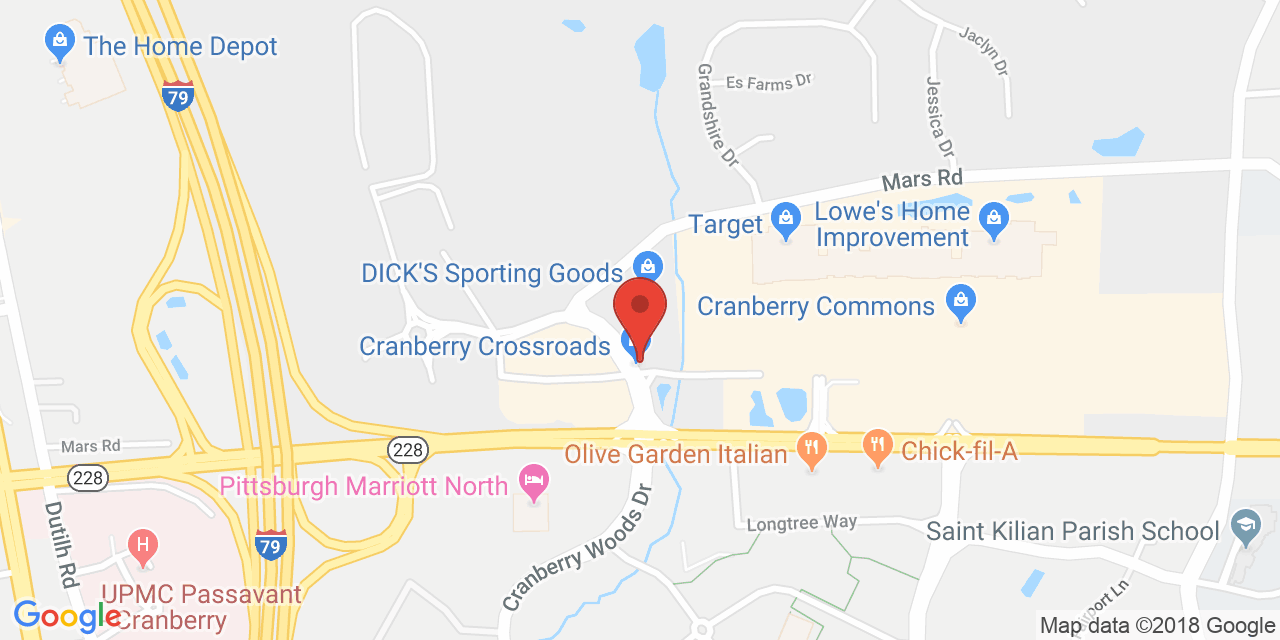 The Home Depot
79
Es Farms Dr
Grandshire Dr
Jaclyn Dr
Jessica Dr
Mars Rd
Target
Lowe's Home
Improvement
DICK'S Sporting Goods
Cranberry Commons
Cranberry Crossroads
Mars Rd
228
228
Olive Garden Italian
Chick-fil-A
Pittsburgh Marriott North
Dutilh Rd
Cranberry Woods Dr
Longtree Way
Saint Kilian Parish School
79
H
UPMC Passavant
Cranberry
Google
Map data ©2018 Google